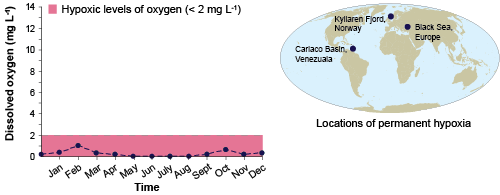 Hypoxic levels of oxygen (< 2 mg L⁻¹)
Dissolved oxygen (mg L⁻¹)
14
12
10
8
6
4
2
0
Jan
Feb
Mar
Apr
May
Jun
July
Aug
Sept
Oct
Nov
Dec
Time
Kyllaren Fjord,
Norway
Black Sea,
Europe
Cariaco Basin,
Venezuala
Locations of permanent hypoxia